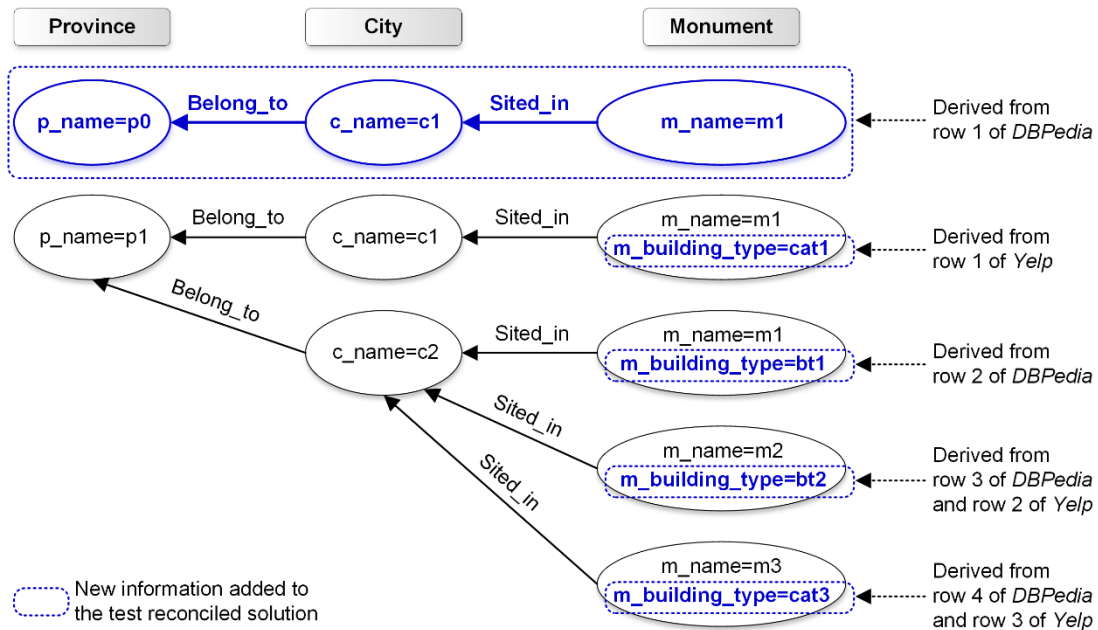 Province
City
Monument
Belong_to
Sited_in
p_name=p0
c_name=c1
m_name=m1
Derived from
row 1 of DBPedia
Belong_to
Sited_in
p_name=p1
c_name=c1
m_name=m1
m_building_type=cat1
Derived from
row 1 of Yelp
Belong_to
Sited_in
c_name=c2
m_name=m1
m_building_type=bt1
Derived from
row 2 of DBPedia
Sited_in
m_name=m2
m_building_type=bt2
Derived from
row 3 of DBPedia
and row 2 of Yelp
Sited_in
m_name=m3
m_building_type=cat3
Derived from
row 4 of DBPedia
and row 3 of Yelp
New information added to
the test reconciled solution